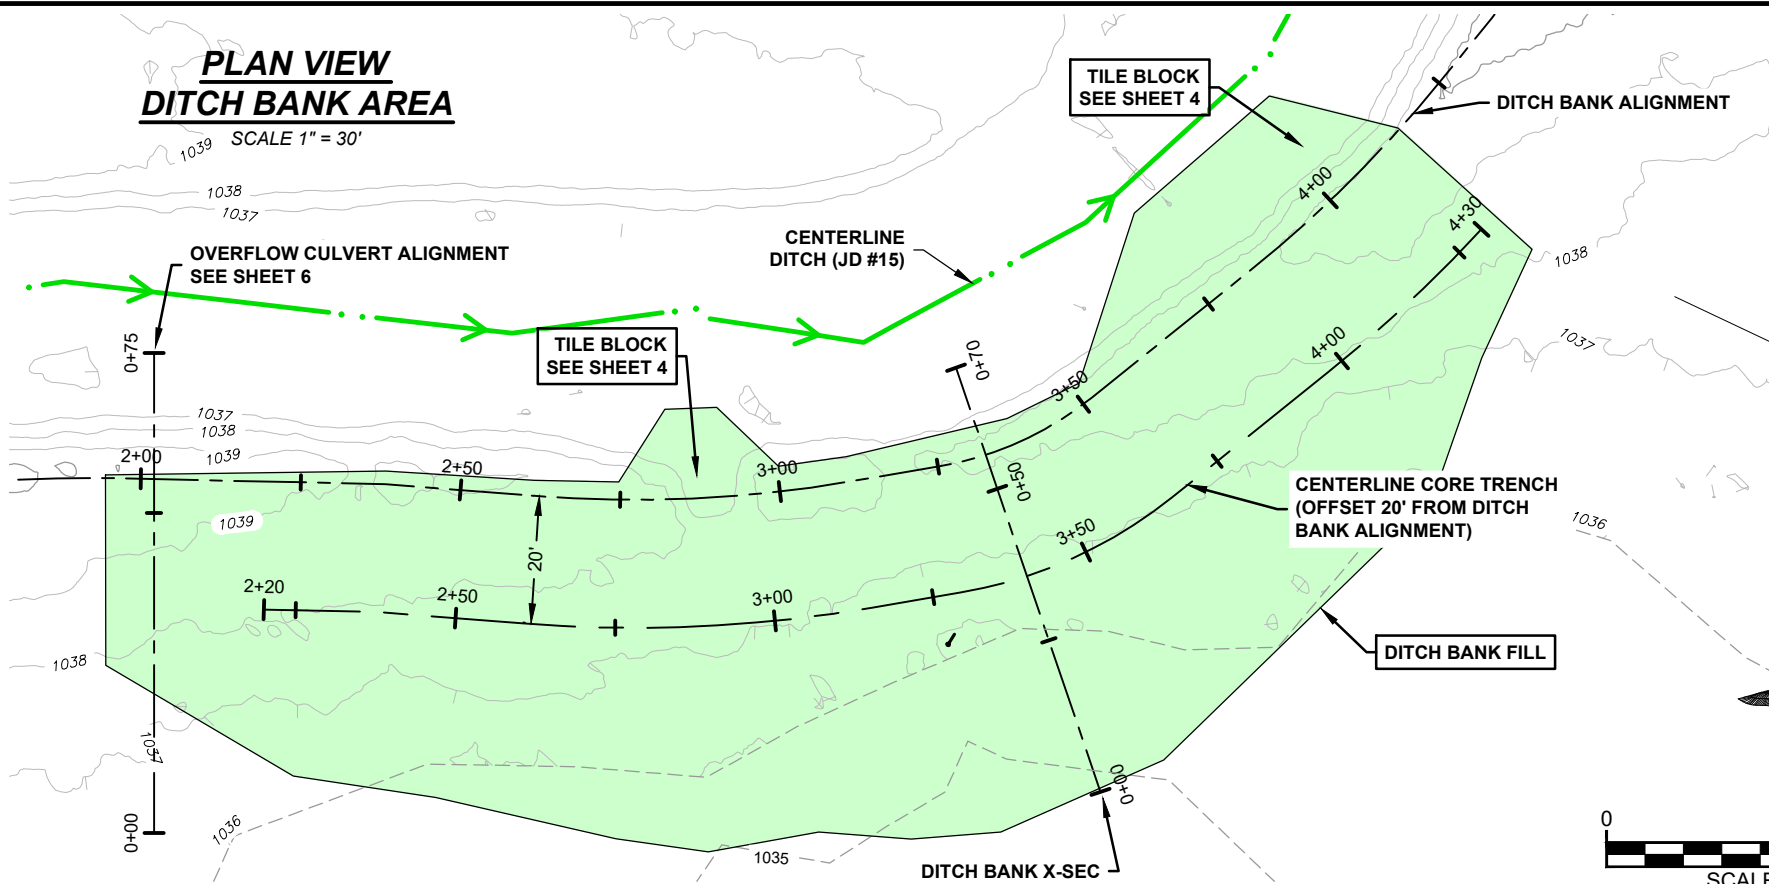 PLAN VIEW
DITCH BANK AREA
SCALE 1" = 30'
TILE BLOCK
SEE SHEET 4
DITCH BANK ALIGNMENT
1039
1038
1037
4+00
4+30
OVERFLOW CULVERT ALIGNMENT
SEE SHEET 6
CENTERLINE
DITCH (JD #15)
1038
0+75
TILE BLOCK
SEE SHEET 4
0+70
4+00
1037
3+50
1037
1038
1039
2+00
2+50
3+00
0+50
CENTERLINE CORE TRENCH
(OFFSET 20' FROM DITCH
BANK ALIGNMENT)
1036
1039
20'
3+50
2+20
2+50
3+00
1038
DITCH BANK FILL
1037
0+00
0+00
1036
1035
DITCH BANK X-SEC
0
SCALE